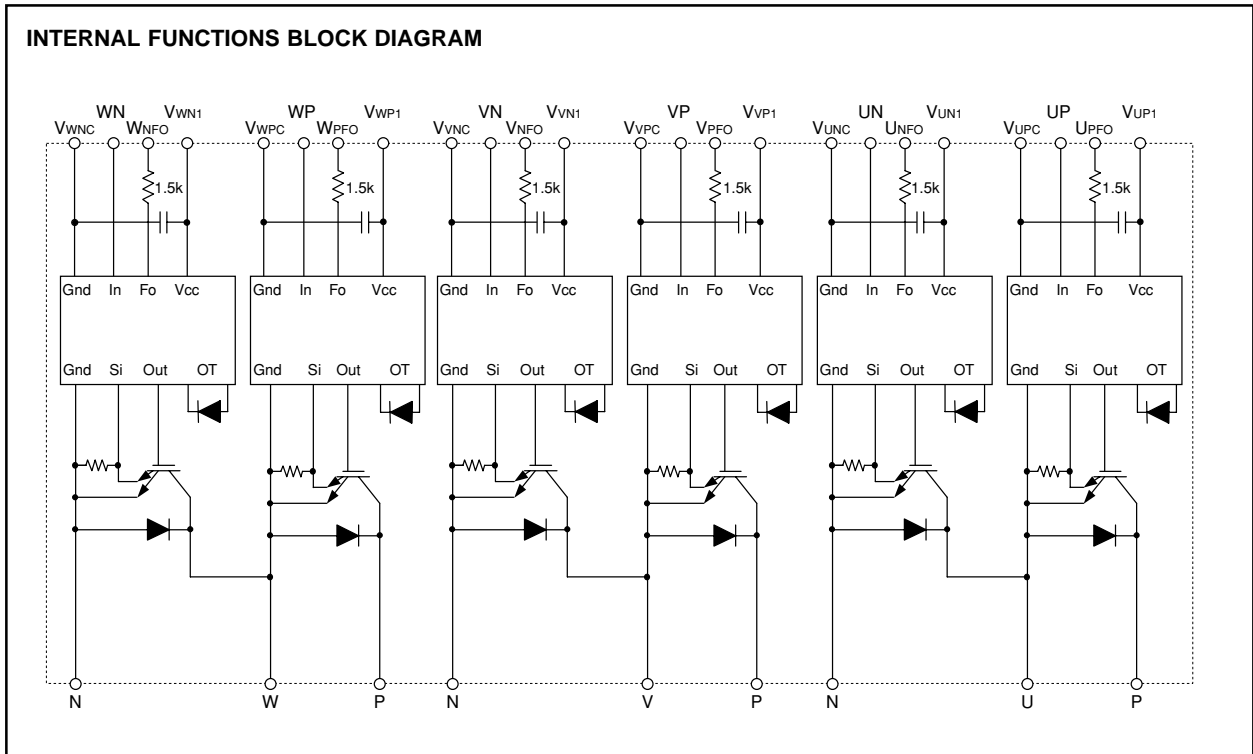 INTERNAL FUNCTIONS BLOCK DIAGRAM
WN VWN1 WP VWP1 VN VVN1 VP VVP1 UN VUN1 UP VUP1
VWNC WNFO VWPC WPFO VVNC VNFO VVPC VPFO VUNC UNFO VUPC UPFO
1.5k 1.5k 1.5k 1.5k 1.5k 1.5k
Gnd In Fo Vcc Gnd In Fo Vcc Gnd In Fo Vcc Gnd In Fo Vcc Gnd In Fo Vcc Gnd In Fo Vcc
Gnd Si Out OT Gnd Si Out OT Gnd Si Out OT Gnd Si Out OT Gnd Si Out OT Gnd Si Out OT
N W P N V P N U P